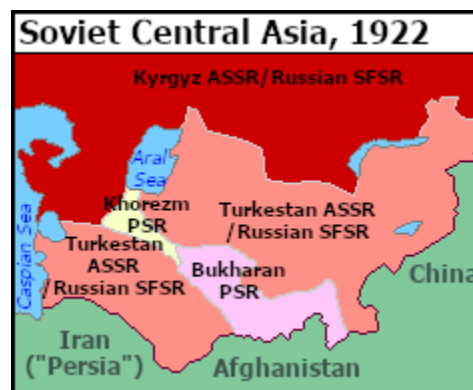 Soviet Central Asia, 1922
Kyrgyz ASSR/Russian SFSR
Aral
Sea
Khorezm
PSR
Turkestan ASSR
/Russian SFSR
Caspian Sea
Turkestan
ASSR
/Russian SFSR
Bukharan
PSR
China
Iran
("Persia")
Afghanistan